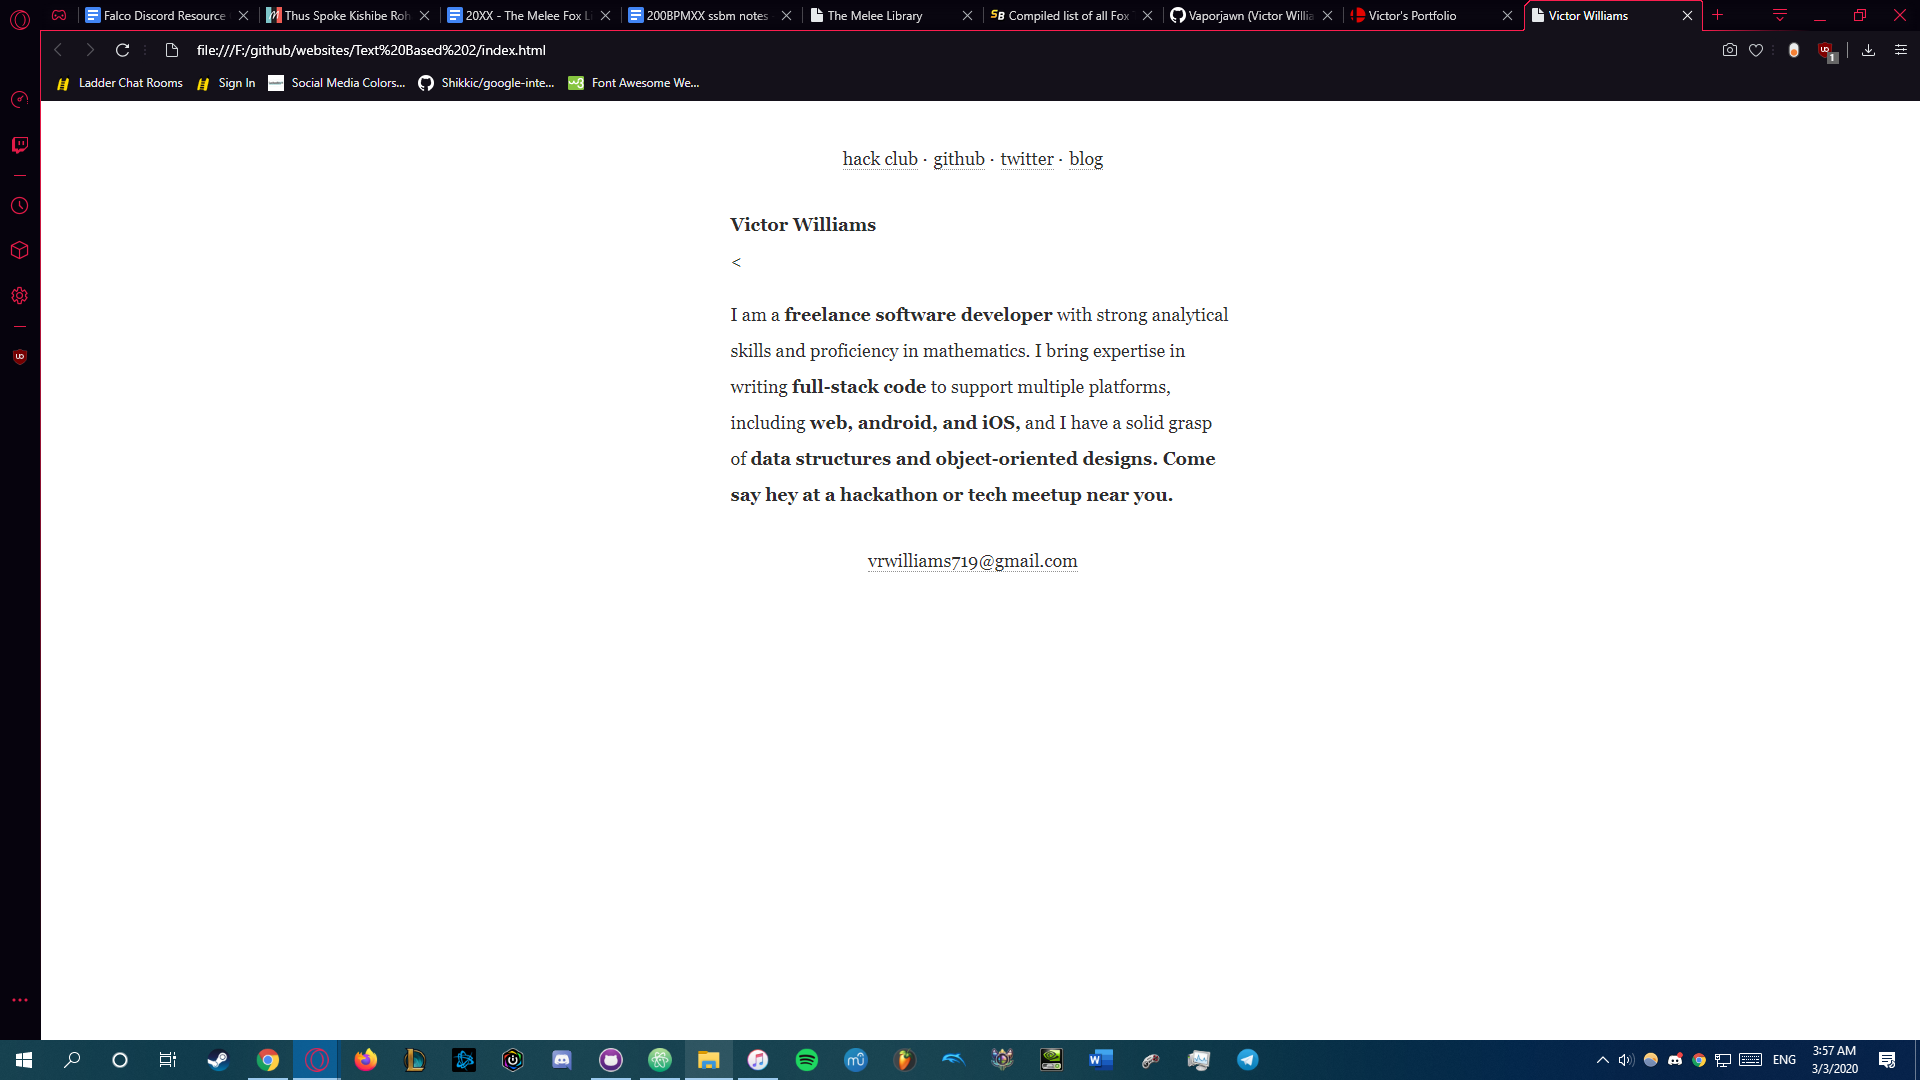 Falco Discord Resource
Thus Spoke Kishibe Roh
20XX - The Melee Fox Li
200BPMXX ssbm notes
The Melee Library
SB Compiled list of all Fox
Vaporjawn (Victor Willia
Victor's Portfolio
Victor Williams
file:///F:/github/websites/Text%20Based%202/index.html
1
Ladder Chat Rooms
Sign In
Social Media Colors...
Shikkic/google-inte...
Font Awesome We...
hack club · github · twitter · blog
Victor Williams
<
I am a freelance software developer with strong analytical
skills and proficiency in mathematics. I bring expertise in
writing full-stack code to support multiple platforms,
including web, android, and iOS, and I have a solid grasp
of data structures and object-oriented designs. Come
say hey at a hackathon or tech meetup near you.
vrwilliams719@gmail.com
ENG
3:57 AM
3/3/2020